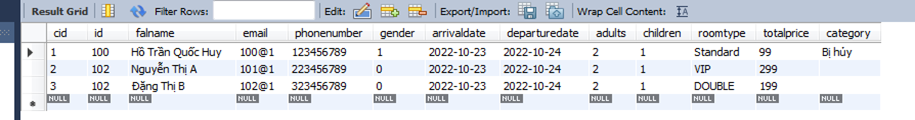 Result Grid Filter Rows: Edit: Export/Import: Wrap Cell Content:
cid id falname email phonenumber gender arrivaldate departuredate adults children roomtype totalprice category
1 100 Hồ Trần Quốc Huy 100@1 123456789 1 2022-10-23 2022-10-24 2 1 Standard 99 Bị hủy
2 102 Nguyễn Thị A 101@1 223456789 0 2022-10-23 2022-10-24 2 1 VIP 299
3 102 Đặng Thị B 102@1 323456789 0 2022-10-23 2022-10-24 2 1 DOUBLE 199
NULL NULL NULL NULL NULL NULL NULL NULL NULL NULL NULL NULL NULL